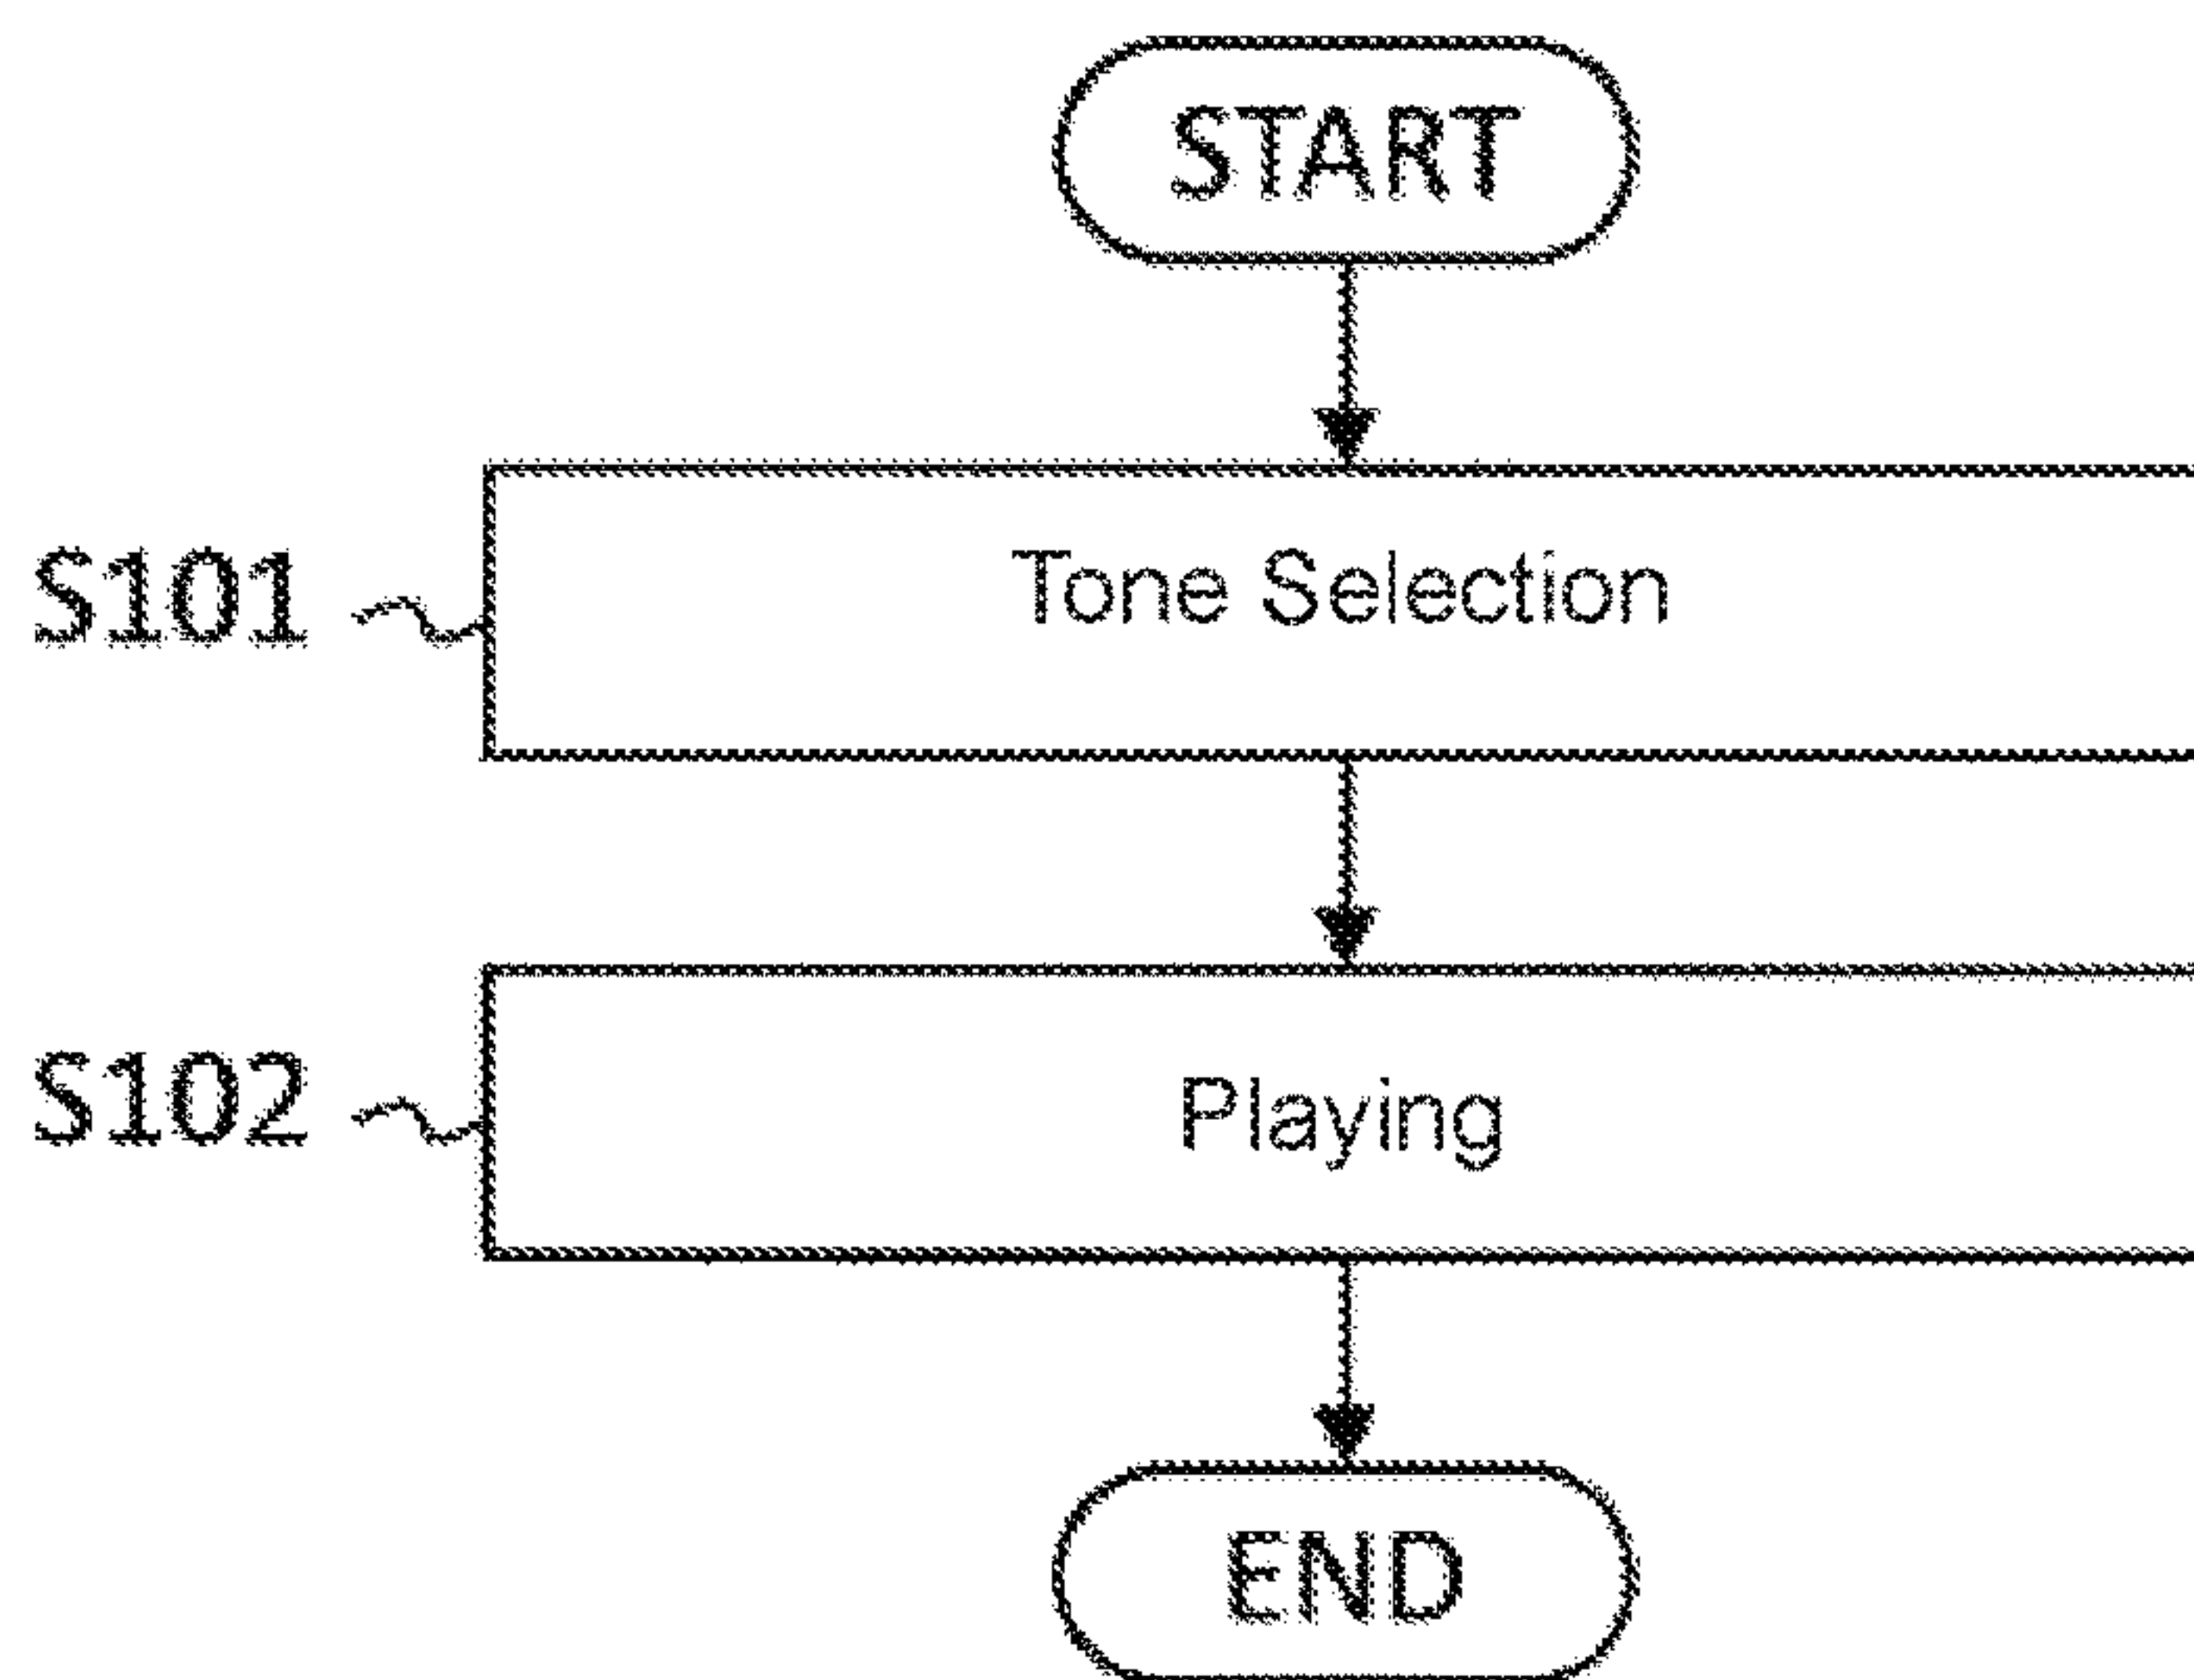 START
S101
Tone Selection
S102
Playing
END